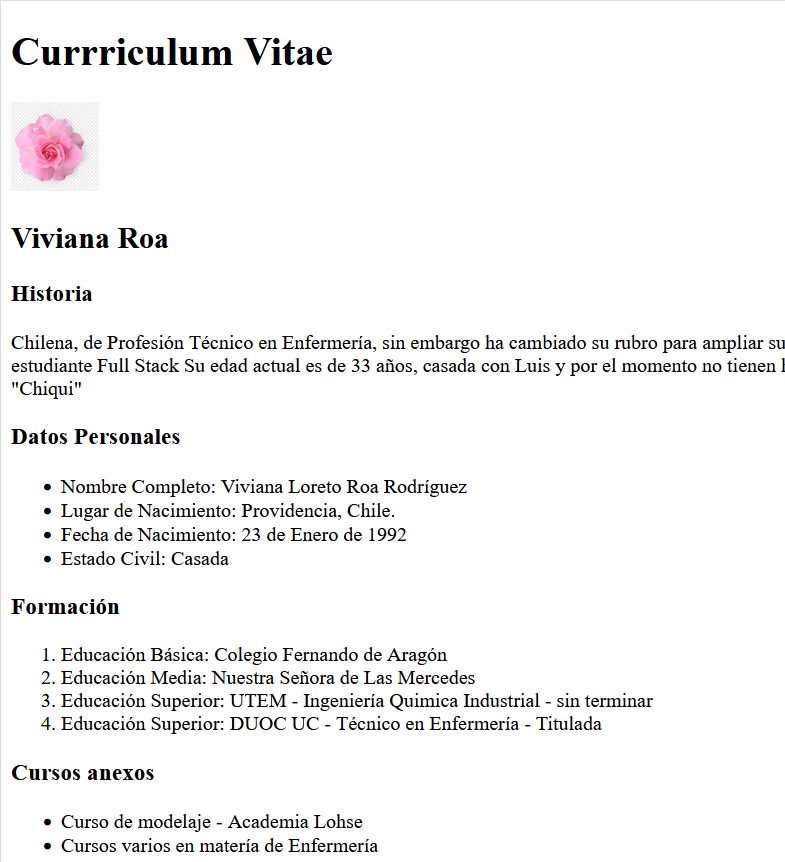 Currriculum Vitae
Viviana Roa
Historia
Chilena, de Profesión Técnico en Enfermería, sin embargo ha cambiado su rubro para ampliar su
estudiante Full Stack Su edad actual es de 33 años, casada con Luis y por el momento no tienen
"Chiqui"
Datos Personales
• Nombre Completo: Viviana Loreto Roa Rodríguez
• Lugar de Nacimiento: Providencia, Chile.
• Fecha de Nacimiento: 23 de Enero de 1992
• Estado Civil: Casada
Formación
1. Educación Básica: Colegio Fernando de Aragón
2. Educación Media: Nuestra Señora de Las Mercedes
3. Educación Superior: UTEM - Ingeniería Quimica Industrial - sin terminar
4. Educación Superior: DUOC UC - Técnico en Enfermería - Titulada
Cursos anexos
• Curso de modelaje - Academia Lohse
• Cursos varios en matería de Enfermería